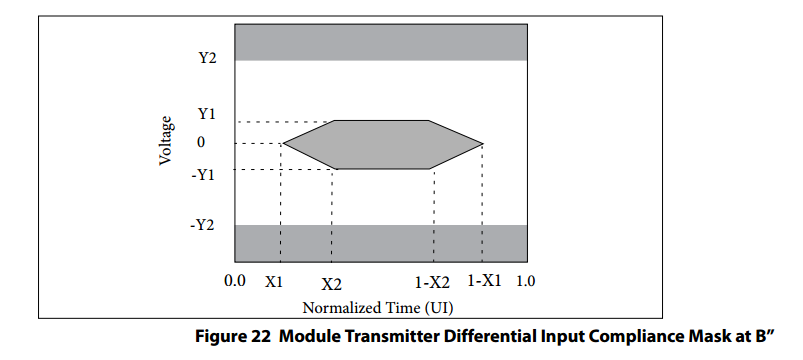 Y2
Y1
Voltage
0
-Y1
-Y2
0.0 X1 X2 1-X2 1-X1 1.0
Normalized Time (UI)
Figure 22 Module Transmitter Differential Input Compliance Mask at B”